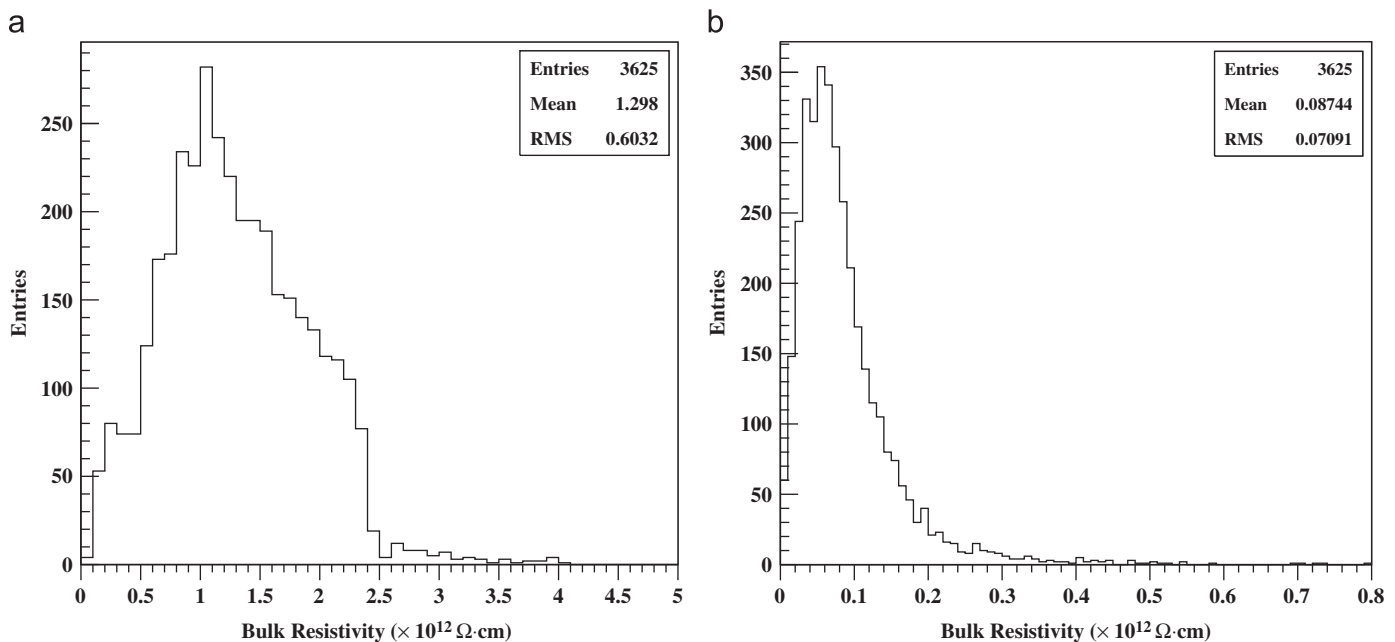 a
Entries 3625
Mean 1.298
RMS 0.6032
250
200
150
100
50
0
Entries
0 0.5 1 1.5 2 2.5 3 3.5 4 4.5 5
Bulk Resistivity (× 10¹² Ω·cm)
b
Entries 3625
Mean 0.08744
RMS 0.07091
350
300
250
200
150
100
50
0
Entries
0 0.1 0.2 0.3 0.4 0.5 0.6 0.7 0.8
Bulk Resistivity (× 10¹² Ω·cm)